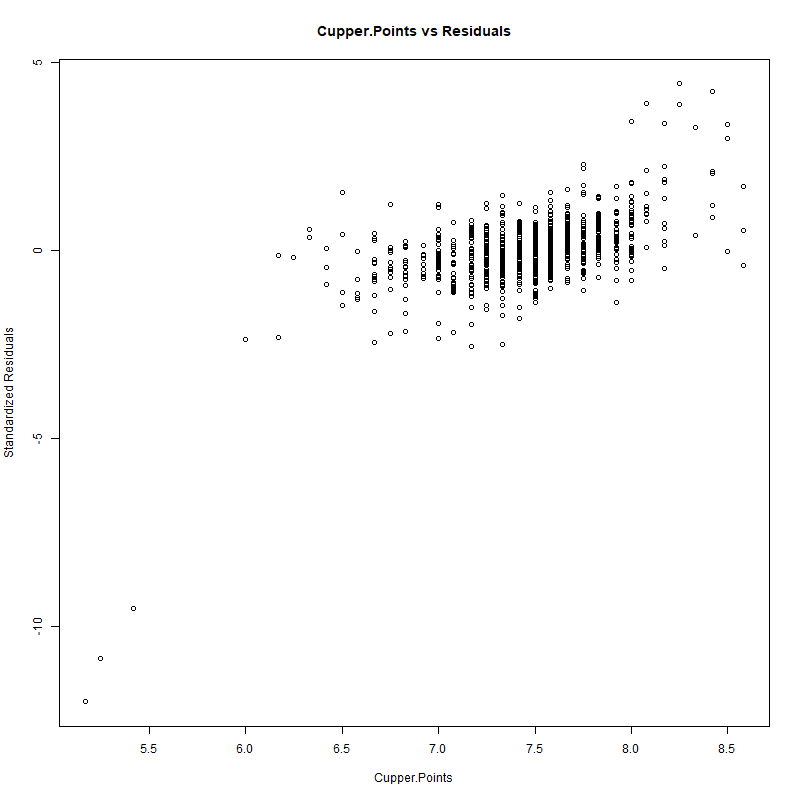 Cupper.Points vs Residuals
Standardized Residuals
5
0
-5
-10
5.5 6.0 6.5 7.0 7.5 8.0 8.5
Cupper.Points